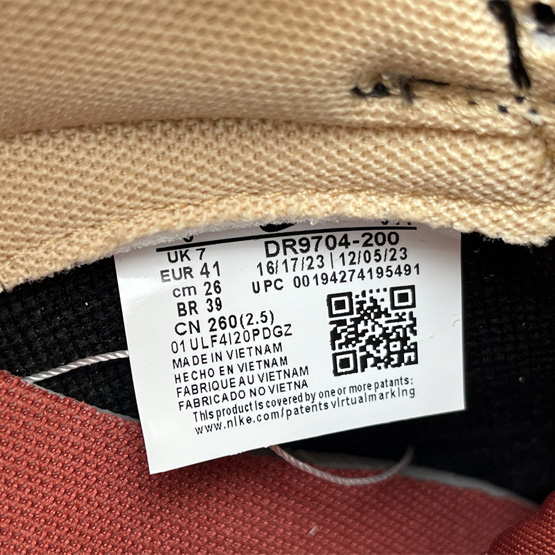 UK 7
EUR 41
cm 26
BR 39
CN 260(2.5)
DR9704-200
16/17/23 | 12/05/23
UPC 00194274195491
01ULF4I20PDGZ
MADE IN VIETNAM
HECHO EN VIETNAM
FABRIQUE AU VIETNAM
FABRICADO NO VIETNA
This product is covered by one or more patants:
www.nike.com/patentsvirtualmarking